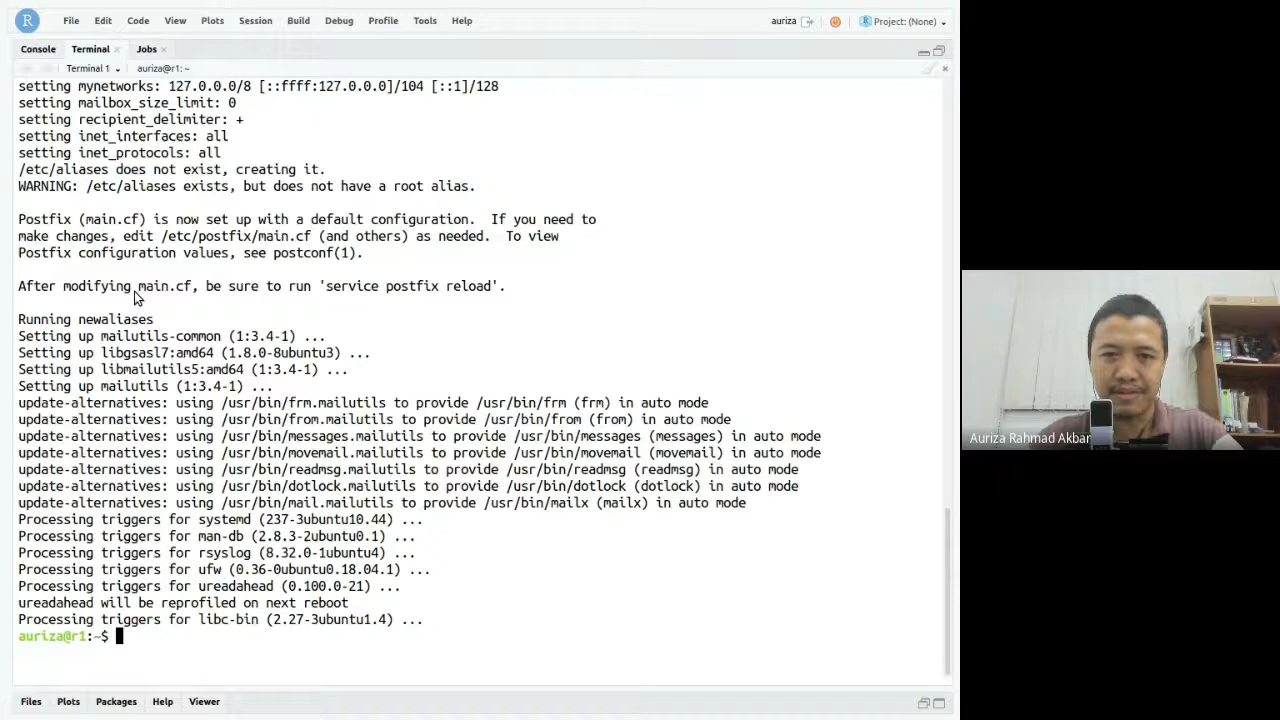 R File Edit Code View Plots Session Build Debug Profile Tools Help auriza Project: (None)
Console Terminal Jobs
Terminal 1 auriza@r1: ~
setting mynetworks: 127.0.0.0/8 [::ffff:127.0.0.0]/104 [::1]/128
setting mailbox_size_limit: 0
setting recipient_delimiter: +
setting inet_interfaces: all
setting inet_protocols: all
/etc/aliases does not exist, creating it.
WARNING: /etc/aliases exists, but does not have a root alias.
Postfix (main.cf) is now set up with a default configuration.  If you need to
make changes, edit /etc/postfix/main.cf (and others) as needed.  To view
Postfix configuration values, see postconf(1).
After modifying main.cf, be sure to run 'service postfix reload'.
Running newaliases
Setting up mailutils-common (1:3.4-1) ...
Setting up libgsasl7:amd64 (1.8.0-8ubuntu3) ...
Setting up libmailutils5:amd64 (1:3.4-1) ...
Setting up mailutils (1:3.4-1) ...
update-alternatives: using /usr/bin/frm.mailutils to provide /usr/bin/frm (frm) in auto mode
update-alternatives: using /usr/bin/from.mailutils to provide /usr/bin/from (from) in auto mode
update-alternatives: using /usr/bin/messages.mailutils to provide /usr/bin/messages (messages) in auto mode
update-alternatives: using /usr/bin/movemail.mailutils to provide /usr/bin/movemail (movemail) in auto mode
update-alternatives: using /usr/bin/readmsg.mailutils to provide /usr/bin/readmsg (readmsg) in auto mode
update-alternatives: using /usr/bin/dotlock.mailutils to provide /usr/bin/dotlock (dotlock) in auto mode
update-alternatives: using /usr/bin/mail.mailutils to provide /usr/bin/mailx (mailx) in auto mode
Processing triggers for systemd (237-3ubuntu10.44) ...
Processing triggers for man-db (2.8.3-2ubuntu0.1) ...
Processing triggers for rsyslog (8.32.0-1ubuntu4) ...
Processing triggers for ufw (0.36-0ubuntu0.18.04.1) ...
Processing triggers for ureadahead (0.100.0-21) ...
ureadahead will be reprofiled on next reboot
Processing triggers for libc-bin (2.27-3ubuntu1.4) ...
auriza@r1:~$
Files Plots Packages Help Viewer
Auriza Rahmad Akbar